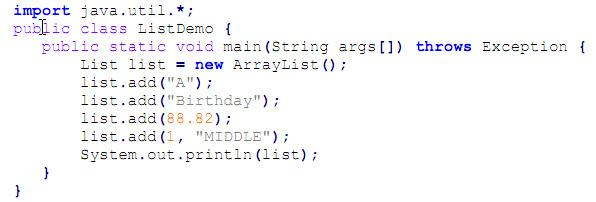 import java.util.*;
public class ListDemo {
public static void main(String args[]) throws Exception {
List list = new ArrayList();
list.add("A");
list.add("Birthday");
list.add(88.82);
list.add(1, "MIDDLE");
System.out.println(list);
}
}